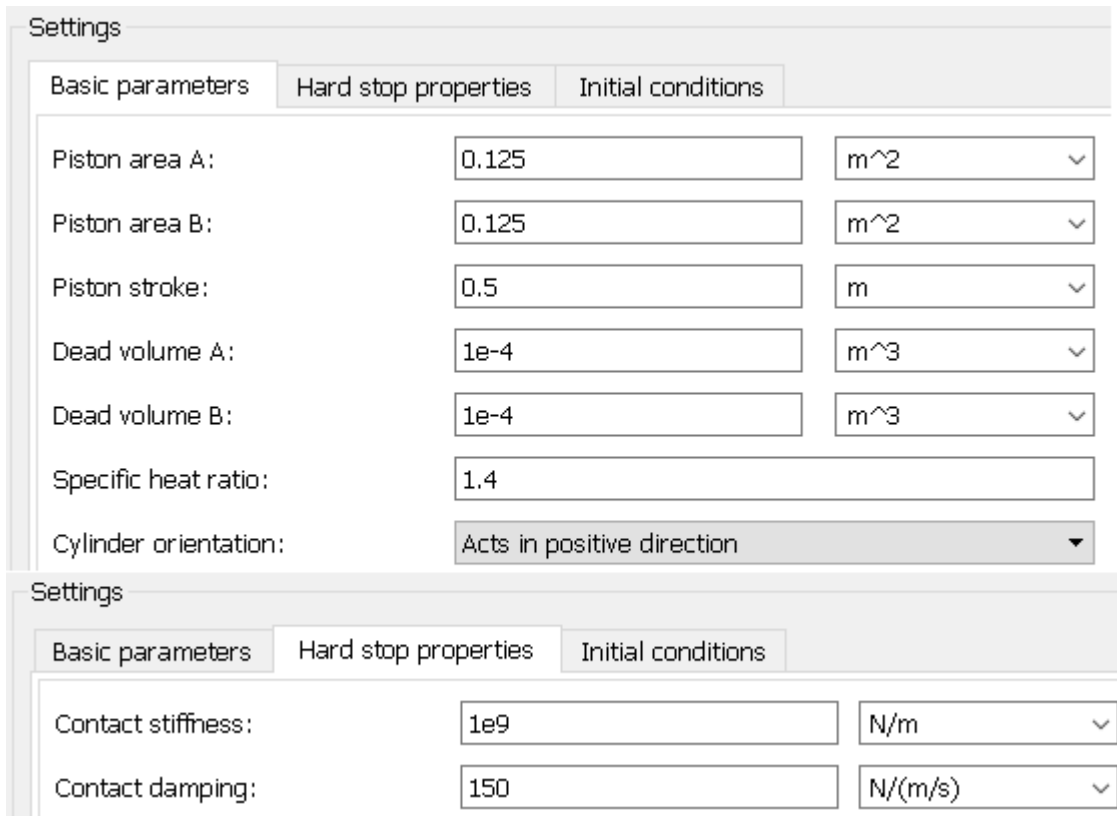 Settings
Basic parameters Hard stop properties Initial conditions
Piston area A: 0.125 m^2
Piston area B: 0.125 m^2
Piston stroke: 0.5 m
Dead volume A: 1e-4 m^3
Dead volume B: 1e-4 m^3
Specific heat ratio: 1.4
Cylinder orientation: Acts in positive direction
Settings
Basic parameters Hard stop properties Initial conditions
Contact stiffness: 1e9 N/m
Contact damping: 150 N/(m/s)